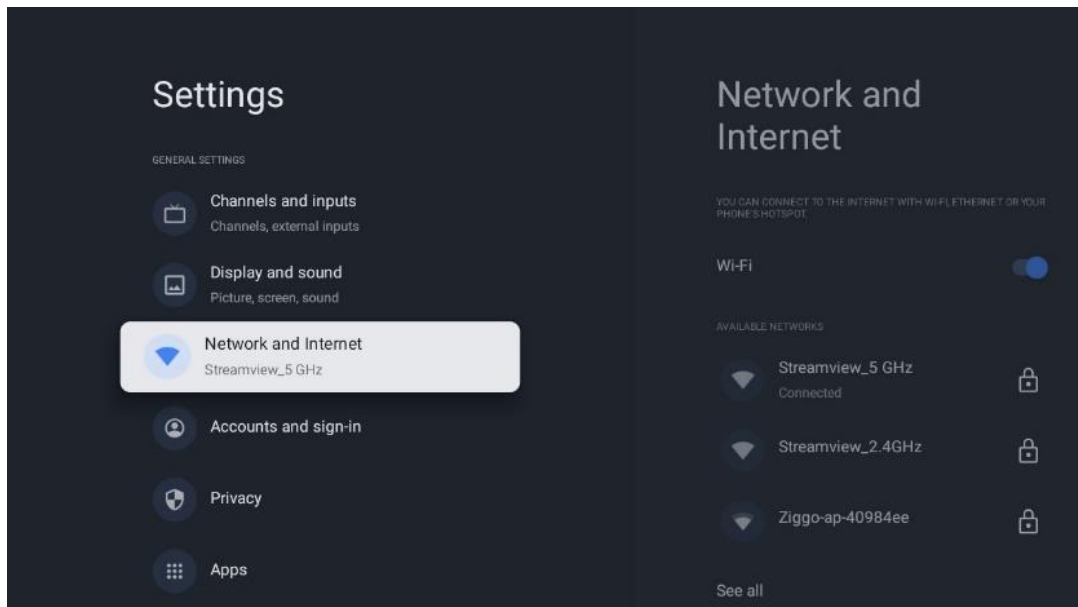 Settings
GENERAL SETTINGS
Channels and inputs
Channels, external inputs
Display and sound
Picture, screen, sound
Network and Internet
Streamview_5 GHz
Accounts and sign-in
Privacy
Apps
Network and
Internet
YOU CAN CONNECT TO THE INTERNET WITH WI-FI, ETHERNET OR YOUR
PHONE'S HOTSPOT.
Wi-Fi
AVAILABLE NETWORKS
Streamview_5 GHz
Connected
Streamview_2.4GHz
Ziggo-ap-40984ee
See all